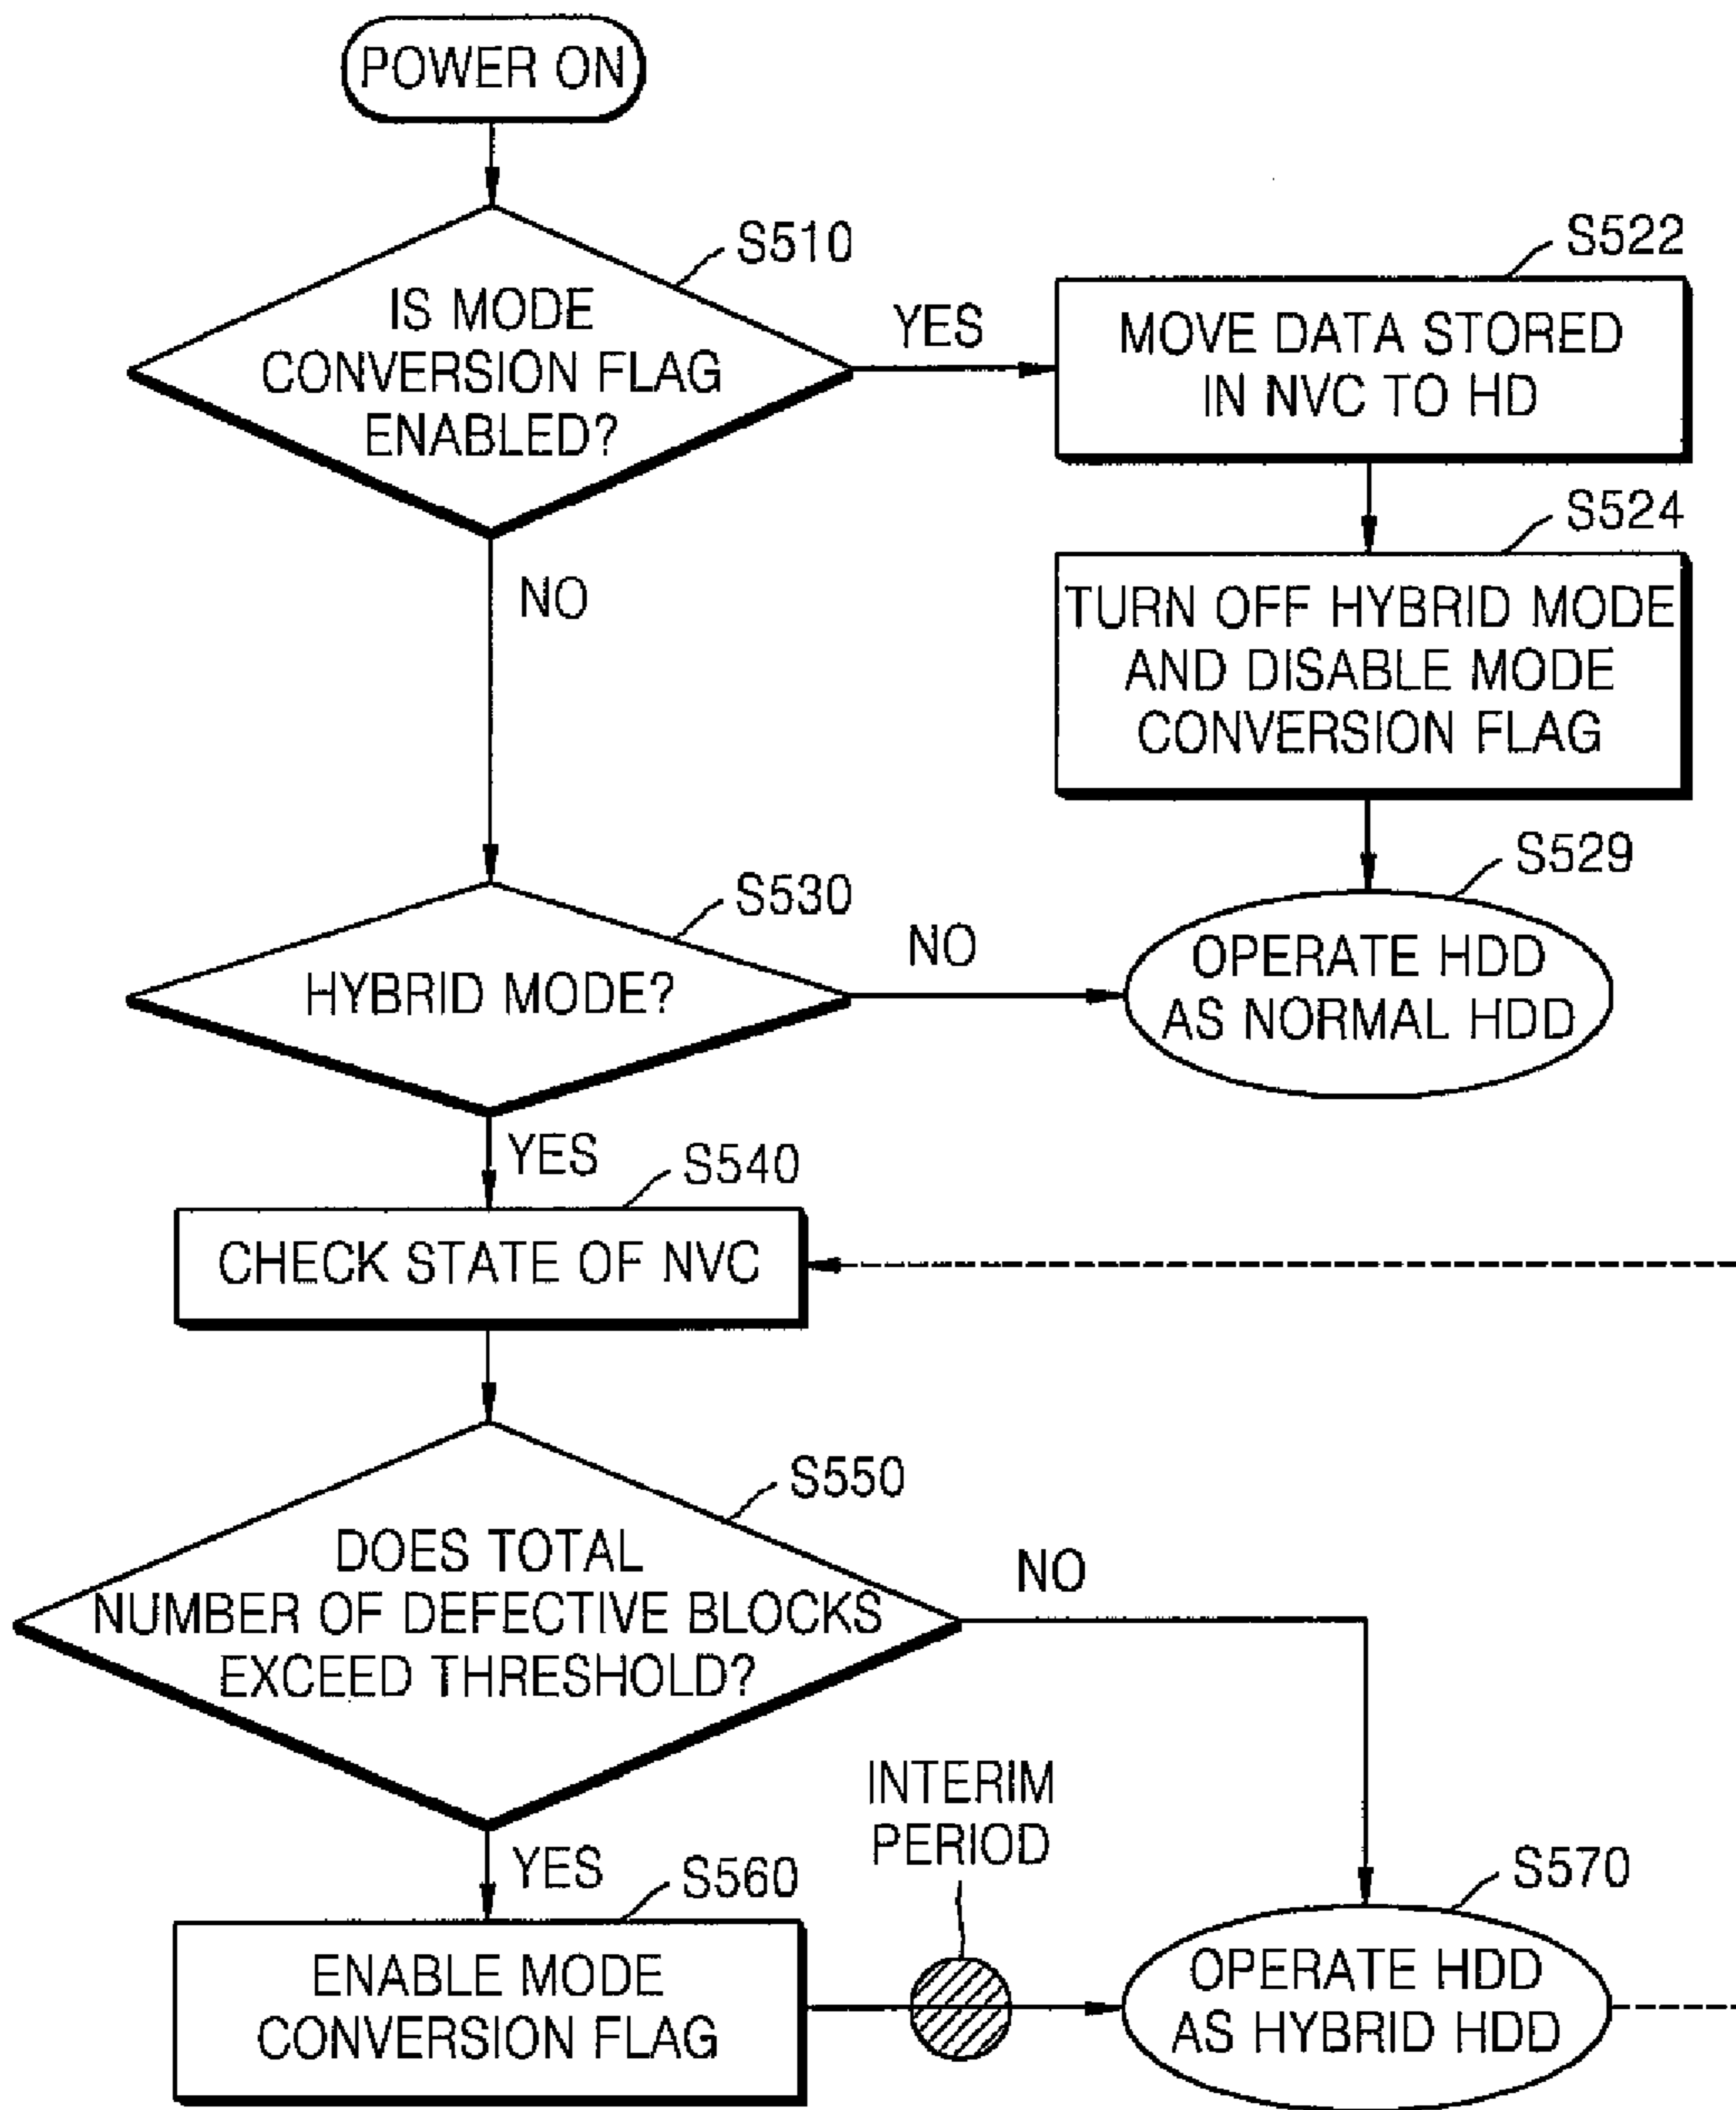 POWER ON
S510
IS MODE
CONVERSION FLAG
ENABLED?
YES
S522
MOVE DATA STORED
IN NVC TO HD
S524
TURN OFF HYBRID MODE
AND DISABLE MODE
CONVERSION FLAG
NO
S529
OPERATE HDD
AS NORMAL HDD
S530
HYBRID MODE?
NO
YES
S540
CHECK STATE OF NVC
S550
DOES TOTAL
NUMBER OF DEFECTIVE BLOCKS
EXCEED THRESHOLD?
NO
YES
S560
ENABLE MODE
CONVERSION FLAG
INTERIM
PERIOD
S570
OPERATE HDD
AS HYBRID HDD